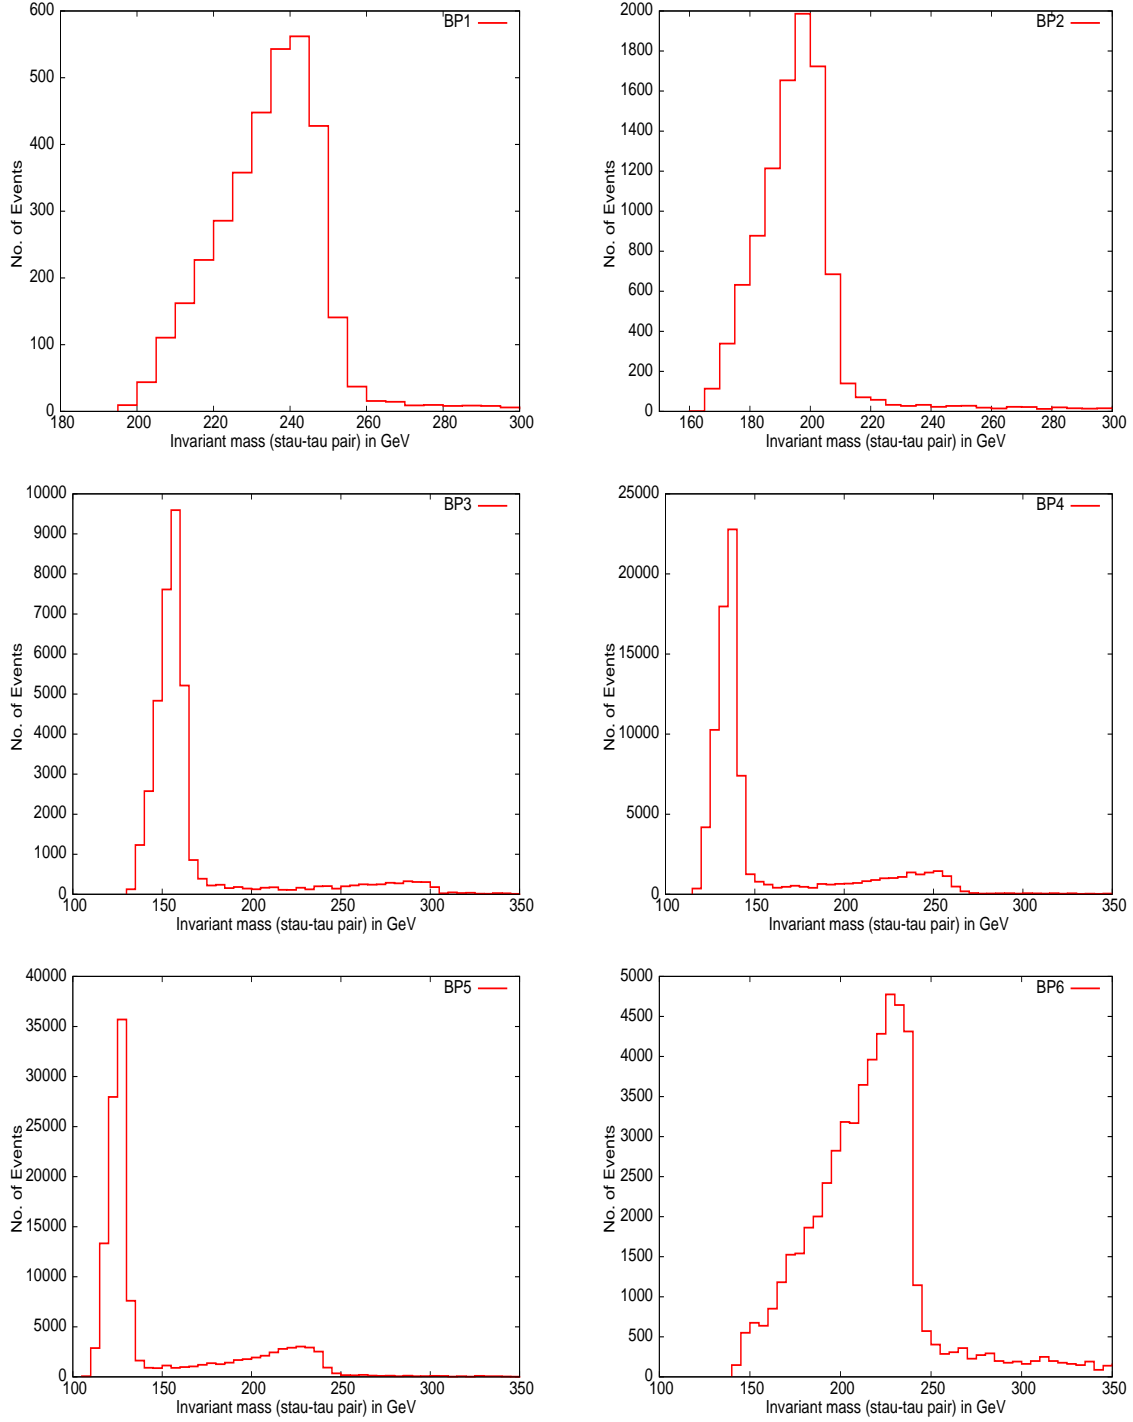 600
500
400
300
200
100
0
180 200 220 240 260 280 300
No. of Events
Invariant mass (stau-tau pair) in GeV
BP1
2000
1800
1600
1400
1200
1000
800
600
400
200
0
160 180 200 220 240 260 280 300
No. of Events
Invariant mass (stau-tau pair) in GeV
BP2
10000
9000
8000
7000
6000
5000
4000
3000
2000
1000
0
100 150 200 250 300 350
No. of Events
Invariant mass (stau-tau pair) in GeV
BP3
25000
20000
15000
10000
5000
0
100 150 200 250 300 350
No. of Events
Invariant mass (stau-tau pair) in GeV
BP4
40000
35000
30000
25000
20000
15000
10000
5000
0
100 150 200 250 300 350
No. of Events
Invariant mass (stau-tau pair) in GeV
BP5
5000
4500
4000
3500
3000
2500
2000
1500
1000
500
0
100 150 200 250 300 350
No. of Events
Invariant mass (stau-tau pair) in GeV
BP6